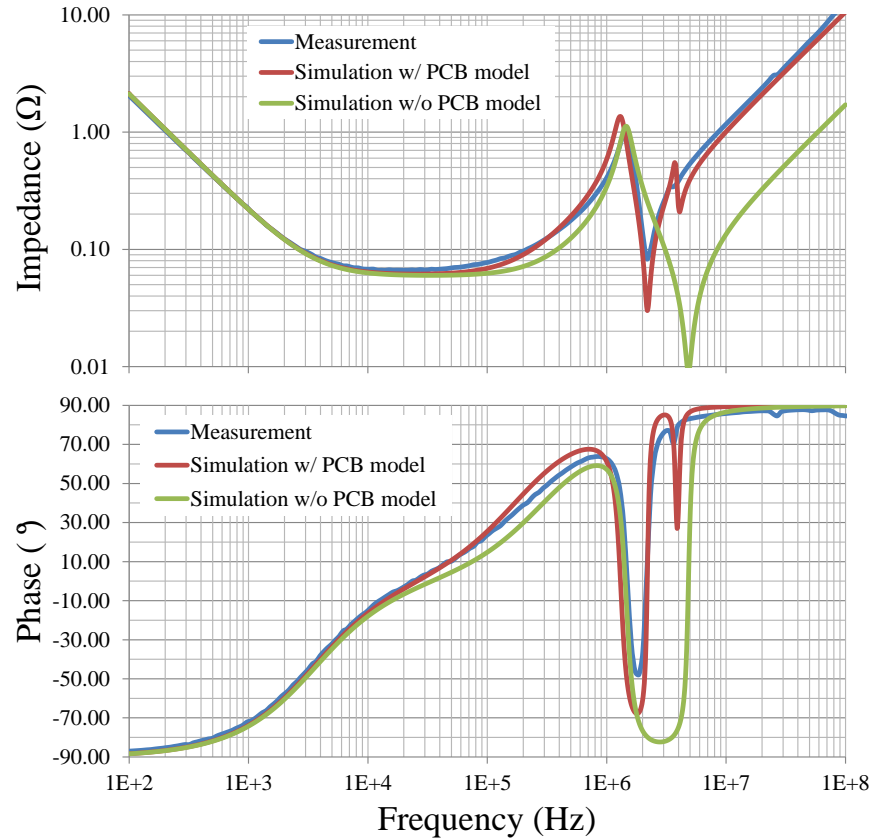 10.00
1.00
0.10
0.01
Impedance (Ω)
Measurement
Simulation w/ PCB model
Simulation w/o PCB model
90.00
70.00
50.00
30.00
10.00
-10.00
-30.00
-50.00
-70.00
-90.00
Phase ( º)
Measurement
Simulation w/ PCB model
Simulation w/o PCB model
1E+2 1E+3 1E+4 1E+5 1E+6 1E+7 1E+8
Frequency (Hz)